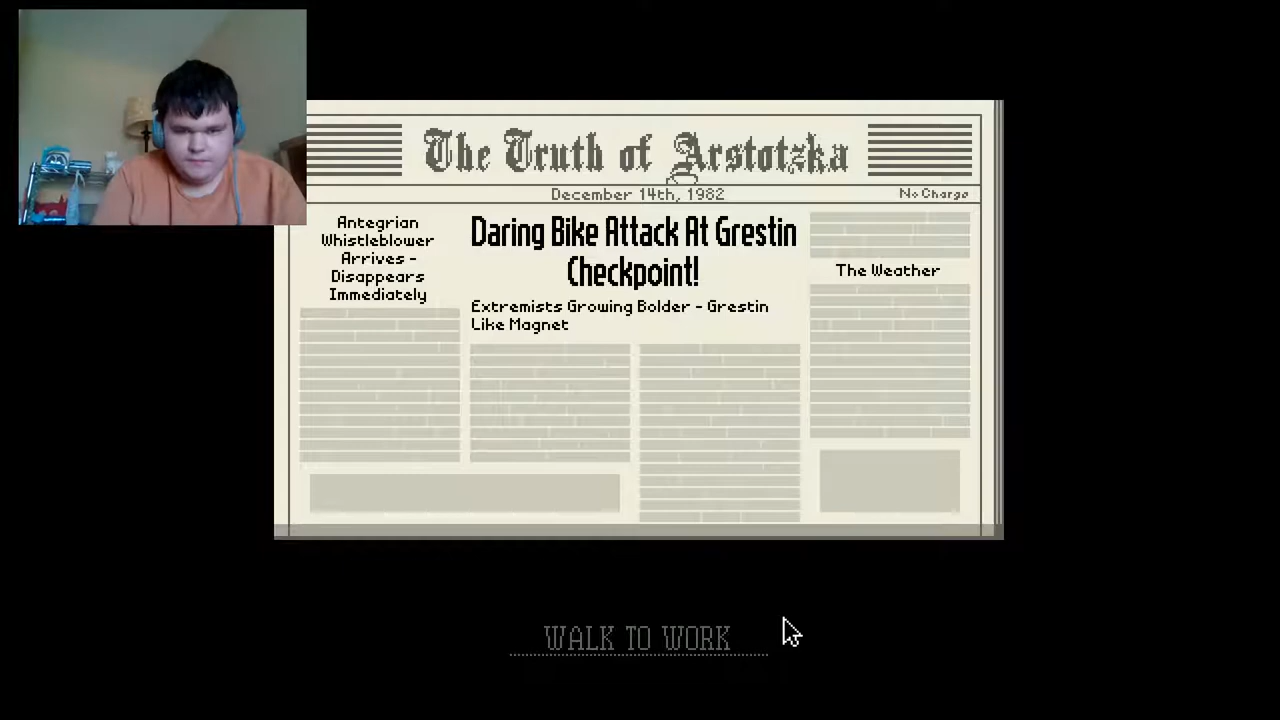 The Truth of Arstotzka
December 14th, 1982
No Charge
Antegrian
Whistleblower
Arrives -
Disappears
Immediately
Daring Bike Attack At Grestin
Checkpoint!
Extremists Growing Bolder - Grestin
Like Magnet
The Weather
WALK TO WORK